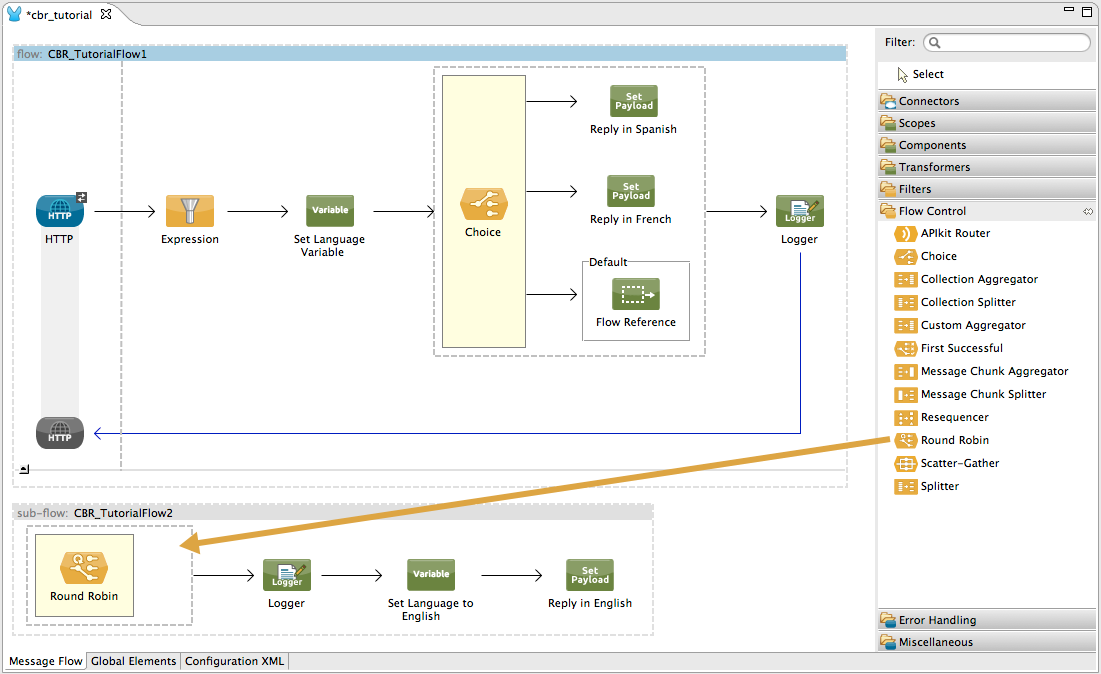 *cbr_tutorial
Filter:
flow: CBR_TutorialFlow1
Select
Connectors
Scopes
Components
Transformers
Filters
Flow Control
APIkit Router
Choice
Collection Aggregator
Collection Splitter
Custom Aggregator
First Successful
Message Chunk Aggregator
Message Chunk Splitter
Resequencer
Round Robin
Scatter-Gather
Splitter
Error Handling
Miscellaneous
HTTP
HTTP
Expression
Variable
Set Language
Variable
Choice
Set
Payload
Reply in Spanish
Set
Payload
Reply in French
Default
Flow Reference
Logger
Logger
HTTP
sub-flow: CBR_TutorialFlow2
Round Robin
Logger
Logger
Variable
Set Language to
English
Set
Payload
Reply in English
Message Flow
Global Elements
Configuration XML